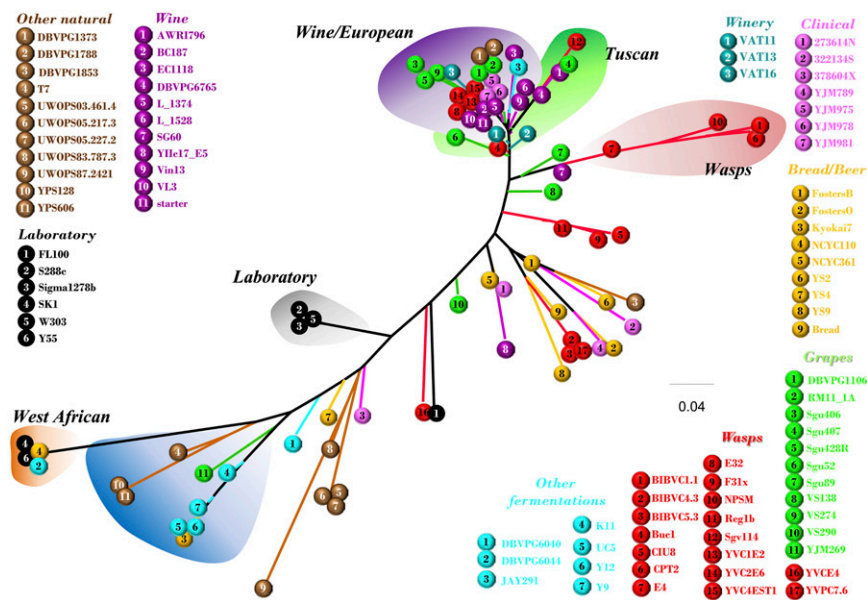 Other natural
1 DBVPG1373
2 DBVPG1788
3 DBVPG1853
4 T7
5 UWOPS03.461.4
6 UWOPS05.217.3
7 UWOPS05.227.2
8 UWOPS83.787.3
9 UWOPS87.2421
10 YPS128
11 YPS606
Wine
1 AWRI796
2 BC187
3 EC1118
4 DBVPG6765
5 L_1374
6 L_1528
7 SG60
8 YIIc17_E5
9 Vin13
10 VL3
11 starter
Laboratory
1 FL100
2 S288c
3 Sigma1278b
4 SK1
5 W303
6 Y55
Wine/European
Tuscan
Wasps
Laboratory
West African
Winery
1 VAT11
2 VAT13
3 VAT16
Clinical
1 273614N
2 322134S
3 378604X
4 YJM789
5 YJM975
6 YJM978
7 YJM981
Bread/Beer
1 FostersB
2 FostersO
3 Kyokai7
4 NCYC110
5 NCYC361
6 YS2
7 YS4
8 YS9
9 Bread
0.04
Grapes
1 DBVPG1106
2 RM11_1A
3 Sgu406
4 Sgu407
5 Sgu128R
6 Sgu52
7 Sgu89
8 VS138
9 VS274
10 VS290
11 YJM269
Other
fermentations
1 DBVPG6040
2 DBVPG6044
3 JAY291
4 K11
5 UC5
6 Y12
7 Y9
Wasps
1 BIBVC1.1
2 BIBVC4.3
3 BIBVC5.3
4 Buc1
5 CIU8
6 CPT2
7 E4
8 E32
9 F31x
10 NPSM
11 Reg1b
12 Sgv114
13 YVC1E2
14 YVC2E6
15 YVC4EST1
16 YVCE4
17 YVPC7.6